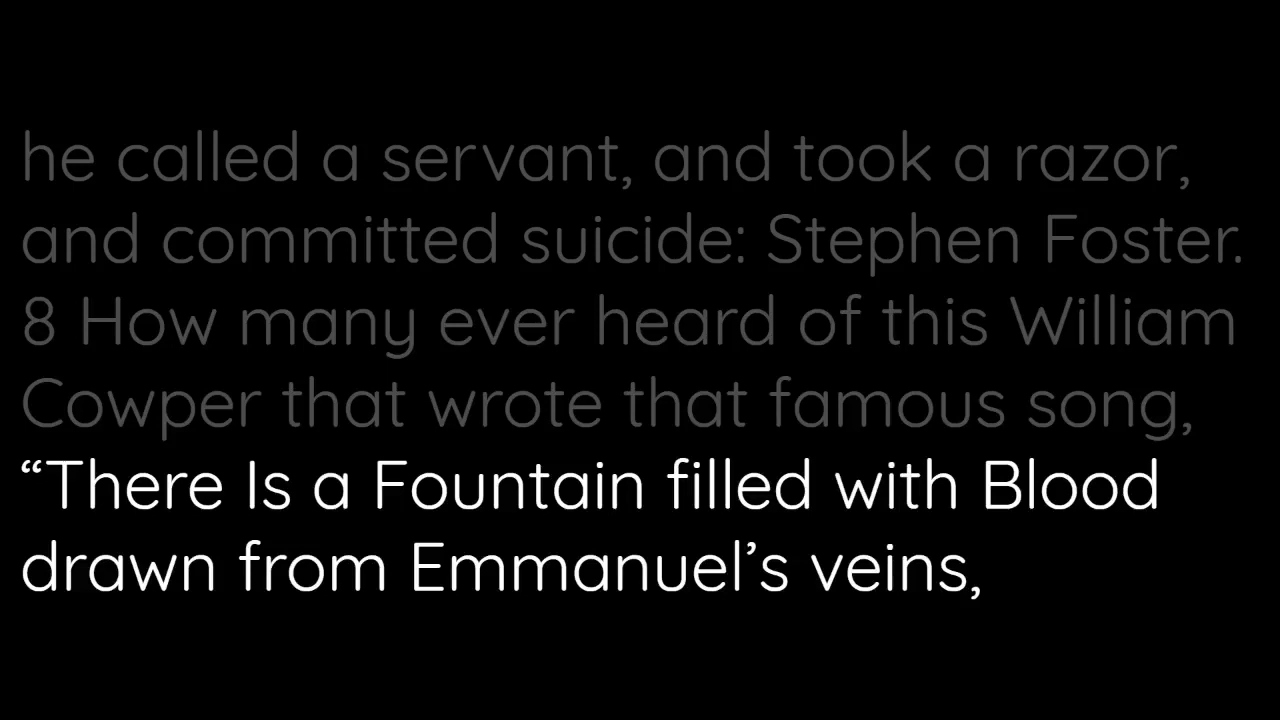 he called a servant, and took a razor,
and committed suicide: Stephen Foster.
8 How many ever heard of this William
Cowper that wrote that famous song,
“There Is a Fountain filled with Blood
drawn from Emmanuel’s veins,